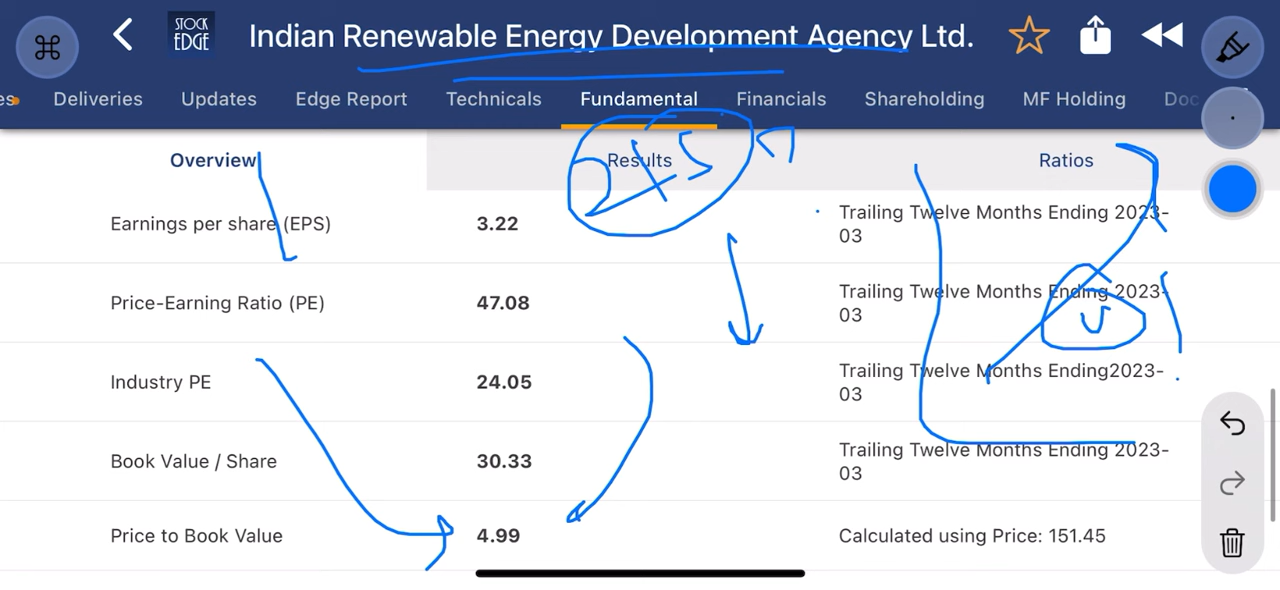 STOCK
EDGE
Indian Renewable Energy Development Agency Ltd.
Deliveries Updates Edge Report Technicals Fundamental Financials Shareholding MF Holding
Overview Results Ratios
Earnings per share (EPS) 3.22 Trailing Twelve Months Ending 2023-
03
Price-Earning Ratio (PE) 47.08 Trailing Twelve Months Ending 2023-
03
Industry PE 24.05 Trailing Twelve Months Ending2023-
03
Book Value / Share 30.33 Trailing Twelve Months Ending 2023-
03
Price to Book Value 4.99 Calculated using Price: 151.45